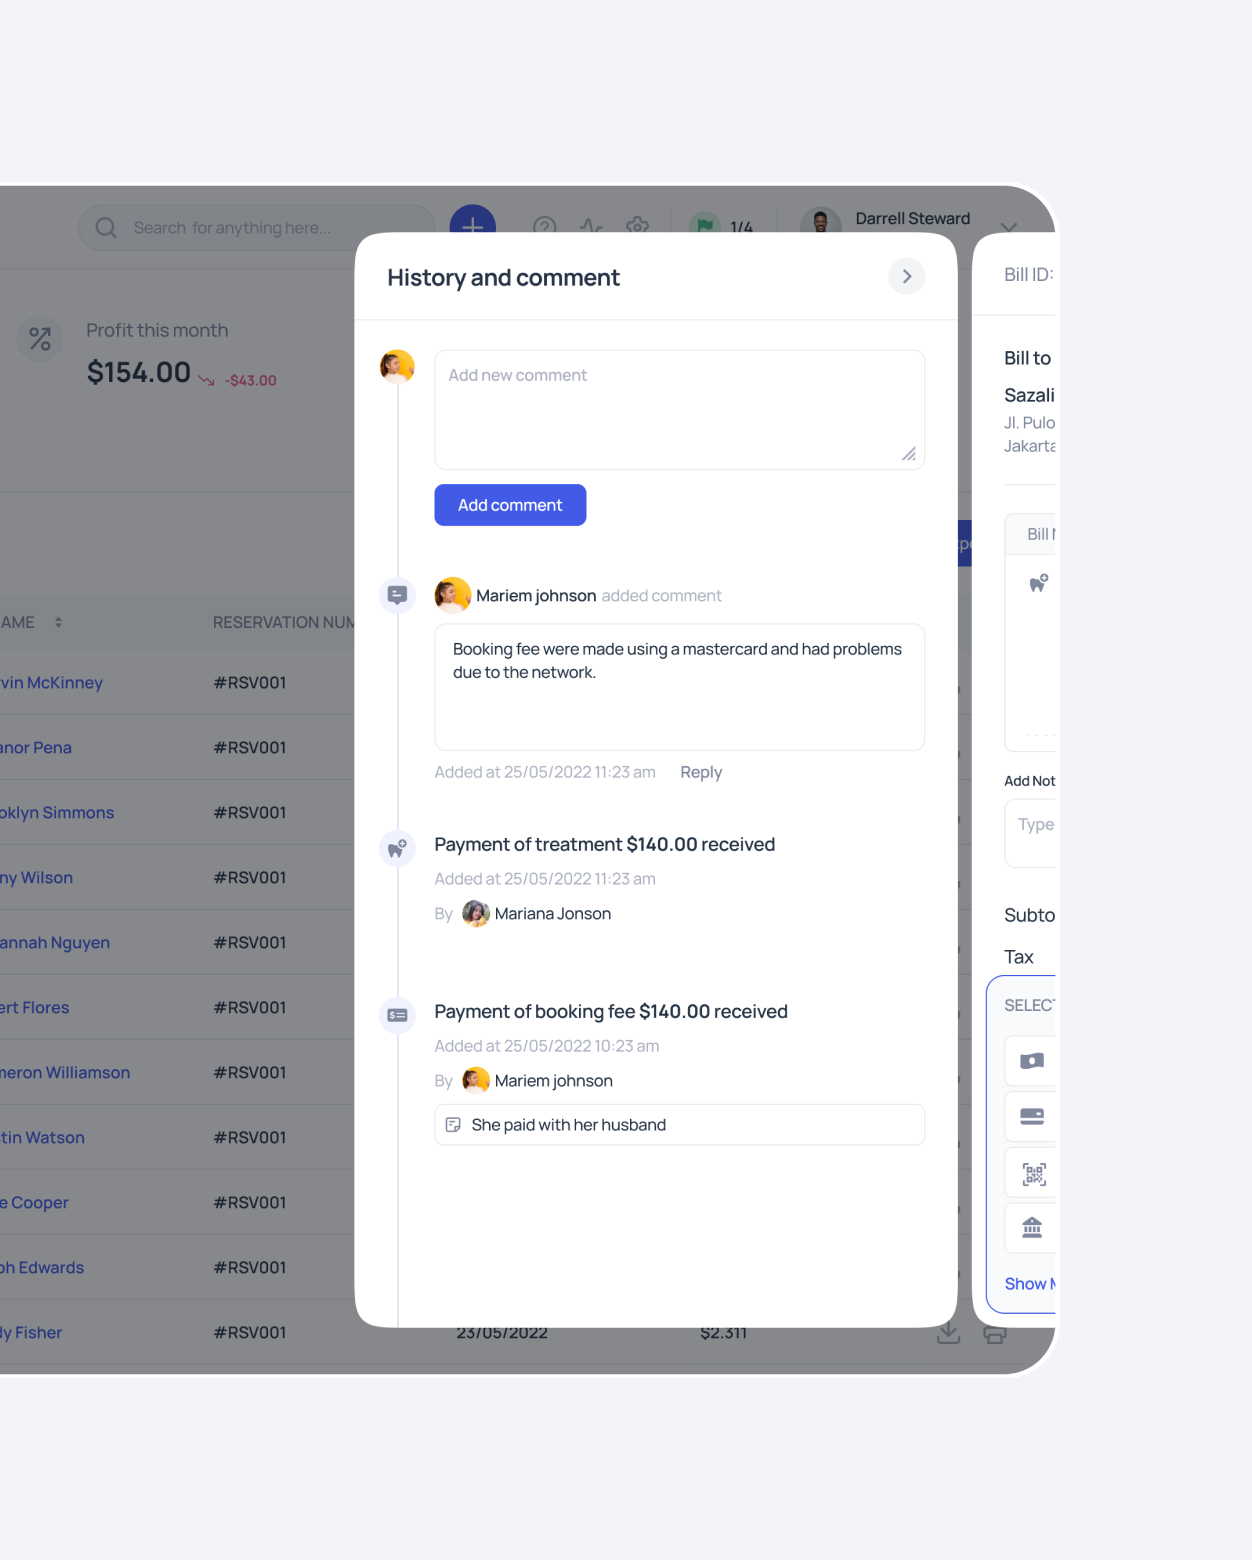 Search for anything here...
1/4
Darrell Steward
History and comment
Bill ID:
Profit this month
$154.00
-$43.00
Add new comment
Add comment
Bill to
Sazali
Jl. Pulo
Jakarta
Bill
Mariem johnson added comment
Booking fee were made using a mastercard and had problems
due to the network.
Added at 25/05/2022 11:23 am
Reply
Add Not
Type
Payment of treatment $140.00 received
Added at 25/05/2022 11:23 am
By Mariana Jonson
Subto
Tax
Payment of booking fee $140.00 received
Added at 25/05/2022 10:23 am
By Mariem johnson
She paid with her husband
SELECT
Show
AME
RESERVATION NUM
vin McKinney
#RSV001
anor Pena
#RSV001
oklyn Simmons
#RSV001
ny Wilson
#RSV001
annah Nguyen
#RSV001
ert Flores
#RSV001
meron Williamson
#RSV001
tin Watson
#RSV001
e Cooper
#RSV001
ph Edwards
#RSV001
dy Fisher
#RSV001
23/05/2022
$2.311